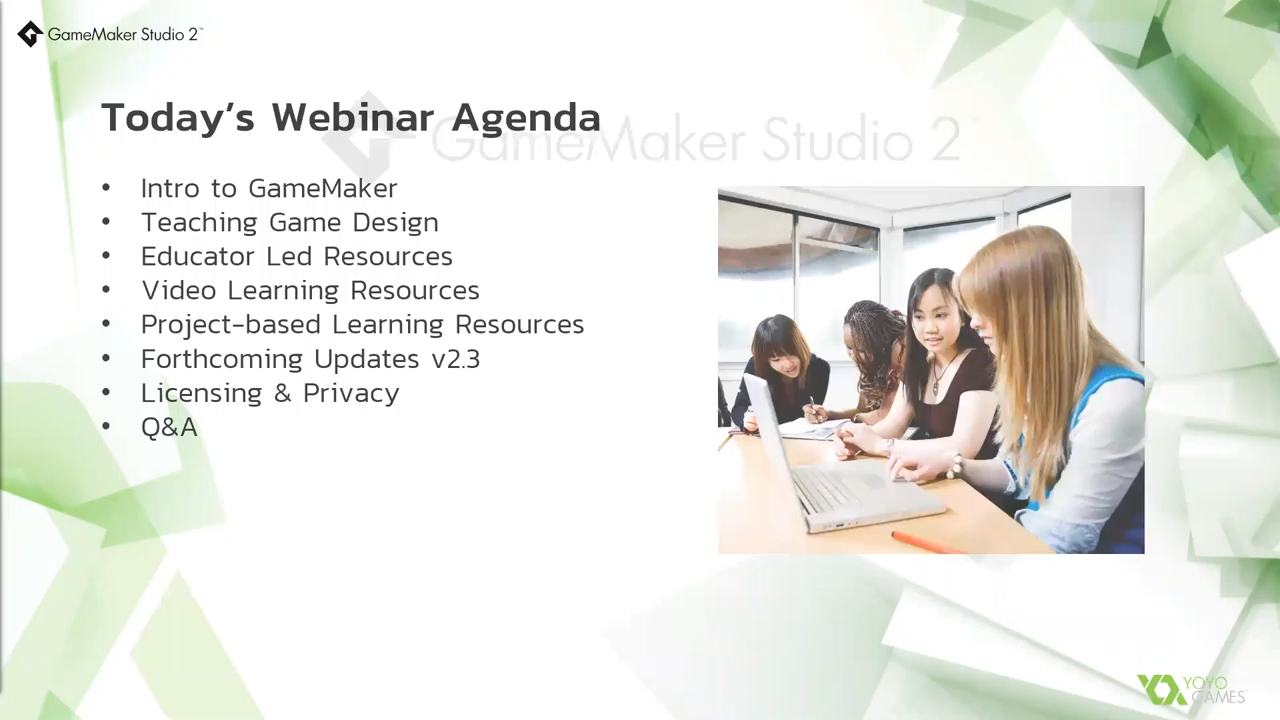 GameMaker Studio 2™
Today's Webinar Agenda
GameMaker Studio 2
• Intro to GameMaker
• Teaching Game Design
• Educator Led Resources
• Video Learning Resources
• Project-based Learning Resources
• Forthcoming Updates v2.3
• Licensing & Privacy
• Q&A
YOYO
GAMES